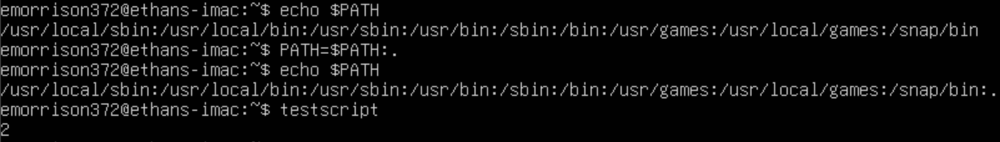 emorrison372@ethans-imac:~$ echo $PATH
/usr/local/sbin:/usr/local/bin:/usr/sbin:/usr/bin:/sbin:/bin:/usr/games:/usr/local/games:/snap/bin
emorrison372@ethans-imac:~$ PATH=$PATH:.
emorrison372@ethans-imac:~$ echo $PATH
/usr/local/sbin:/usr/local/bin:/usr/sbin:/usr/bin:/sbin:/bin:/usr/games:/usr/local/games:/snap/bin:.
emorrison372@ethans-imac:~$ testscript
2